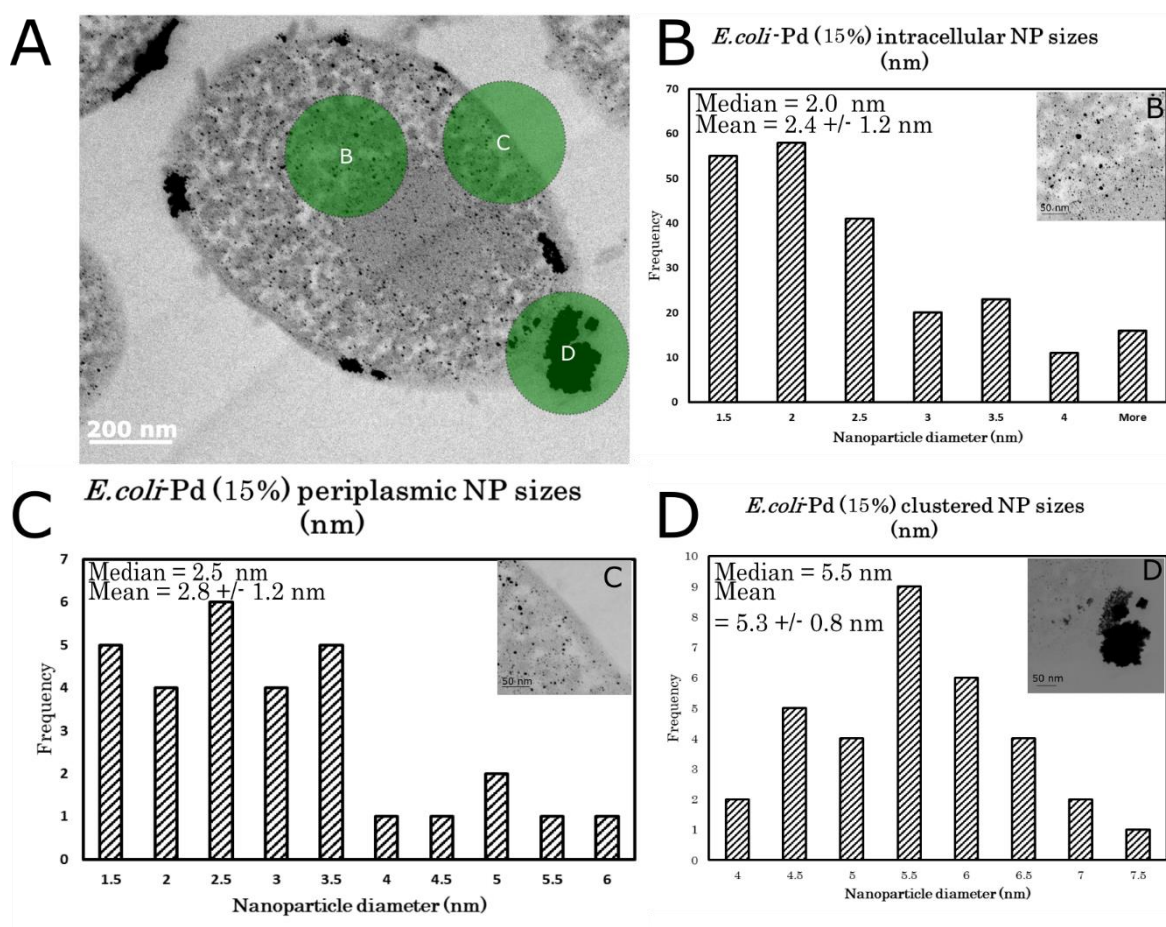 A
B
C
D
200 nm
B
E.coli-Pd (15%) intracellular NP sizes
(nm)
Median = 2.0 nm
Mean = 2.4 +/- 1.2 nm
B
50 nm
Frequency
70
60
50
40
30
20
10
0
1.5 2 2.5 3 3.5 4 More
Nanoparticle diameter (nm)
C
E.coli-Pd (15%) periplasmic NP sizes
(nm)
Median = 2.5 nm
Mean = 2.8 +/- 1.2 nm
C
50 nm
Frequency
7
6
5
4
3
2
1
0
1.5 2 2.5 3 3.5 4 4.5 5 5.5 6
Nanoparticle diameter (nm)
D
E.coli-Pd (15%) clustered NP sizes
(nm)
Median = 5.5 nm
Mean
= 5.3 +/- 0.8 nm
D
50 nm
Frequency
10
9
8
7
6
5
4
3
2
1
0
4 4.5 5 5.5 6 6.5 7 7.5
Nanoparticle diameter (nm)